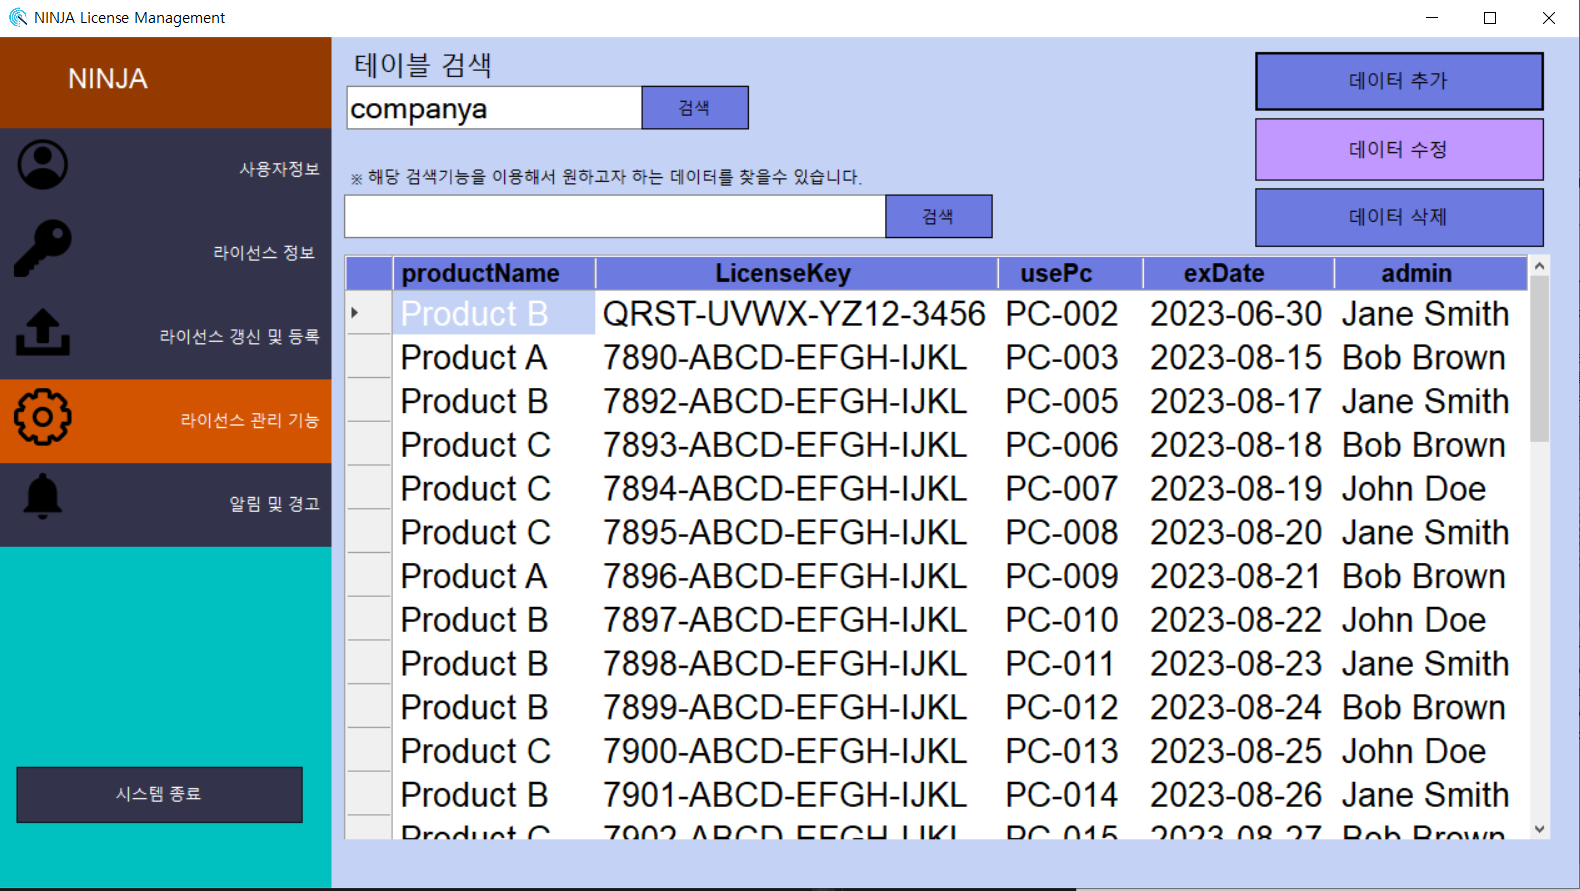 NINJA License Management
NINJA
사용자정보
라이선스 정보
라이선스 갱신 및 등록
라이선스 관리 기능
알림 및 경고
시스템 종료
테이블 검색
companya 검색
※ 해당 검색기능을 이용해서 원하고자 하는 데이터를 찾을수 있습니다.
검색
데이터 추가
데이터 수정
데이터 삭제
productName LicenseKey usePc exDate admin
Product B QRST-UVWX-YZ12-3456 PC-002 2023-06-30 Jane Smith
Product A 7890-ABCD-EFGH-IJKL PC-003 2023-08-15 Bob Brown
Product B 7892-ABCD-EFGH-IJKL PC-005 2023-08-17 Jane Smith
Product C 7893-ABCD-EFGH-IJKL PC-006 2023-08-18 Bob Brown
Product C 7894-ABCD-EFGH-IJKL PC-007 2023-08-19 John Doe
Product C 7895-ABCD-EFGH-IJKL PC-008 2023-08-20 Jane Smith
Product A 7896-ABCD-EFGH-IJKL PC-009 2023-08-21 Bob Brown
Product B 7897-ABCD-EFGH-IJKL PC-010 2023-08-22 John Doe
Product B 7898-ABCD-EFGH-IJKL PC-011 2023-08-23 Jane Smith
Product B 7899-ABCD-EFGH-IJKL PC-012 2023-08-24 Bob Brown
Product C 7900-ABCD-EFGH-IJKL PC-013 2023-08-25 John Doe
Product B 7901-ABCD-EFGH-IJKL PC-014 2023-08-26 Jane Smith
Product C 7902-ABCD-EFGH-IJKL PC-015 2023-08-27 Bob Brown